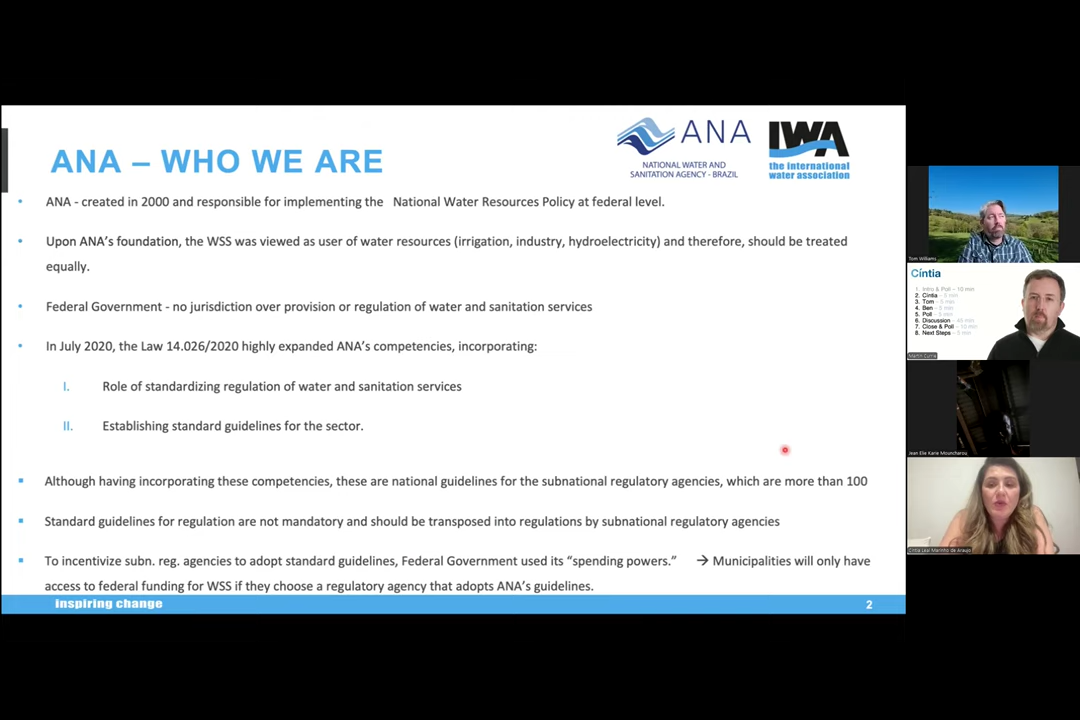 ANA – WHO WE ARE
ANA
NATIONAL WATER AND
SANITATION AGENCY - BRAZIL
IWA
the international
water association
• ANA - created in 2000 and responsible for implementing the National Water Resources Policy at federal level.
• Upon ANA's foundation, the WSS was viewed as user of water resources (irrigation, industry, hydroelectricity) and therefore, should be treated
equally.
• Federal Government - no jurisdiction over provision or regulation of water and sanitation services
• In July 2020, the Law 14.026/2020 highly expanded ANA's competencies, incorporating:
I. Role of standardizing regulation of water and sanitation services
II. Establishing standard guidelines for the sector.
▪ Although having incorporating these competencies, these are national guidelines for the subnational regulatory agencies, which are more than 100
▪ Standard guidelines for regulation are not mandatory and should be transposed into regulations by subnational regulatory agencies
▪ To incentivize subn. reg. agencies to adopt standard guidelines, Federal Government used its “spending powers.” → Municipalities will only have
access to federal funding for WSS if they choose a regulatory agency that adopts ANA's guidelines.
inspiring change
2
Tom Williams
Cíntia
1. Intro & Poll – 10 min
2. Cíntia – 5 min
3. Tom – 5 min
4. Ben – 5 min
5. Poll – 5 min
6. Discussion – 45 min
7. Close & Poll – 10 min
8. Next Steps – 5 min
Martin Currie
Jean Elie Karie Mouncharou
Cíntia Leal Marinho de Araujo